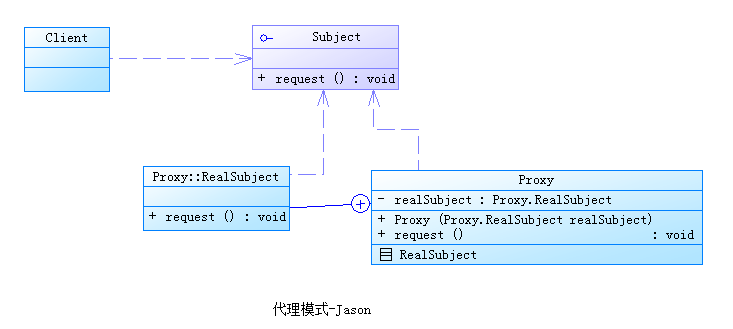 Client
Subject
+ request () : void
Proxy::RealSubject
+ request () : void
Proxy
- realSubject : Proxy.RealSubject
+ Proxy (Proxy.RealSubject realSubject)
+ request () : void
RealSubject
代理模式-Jason